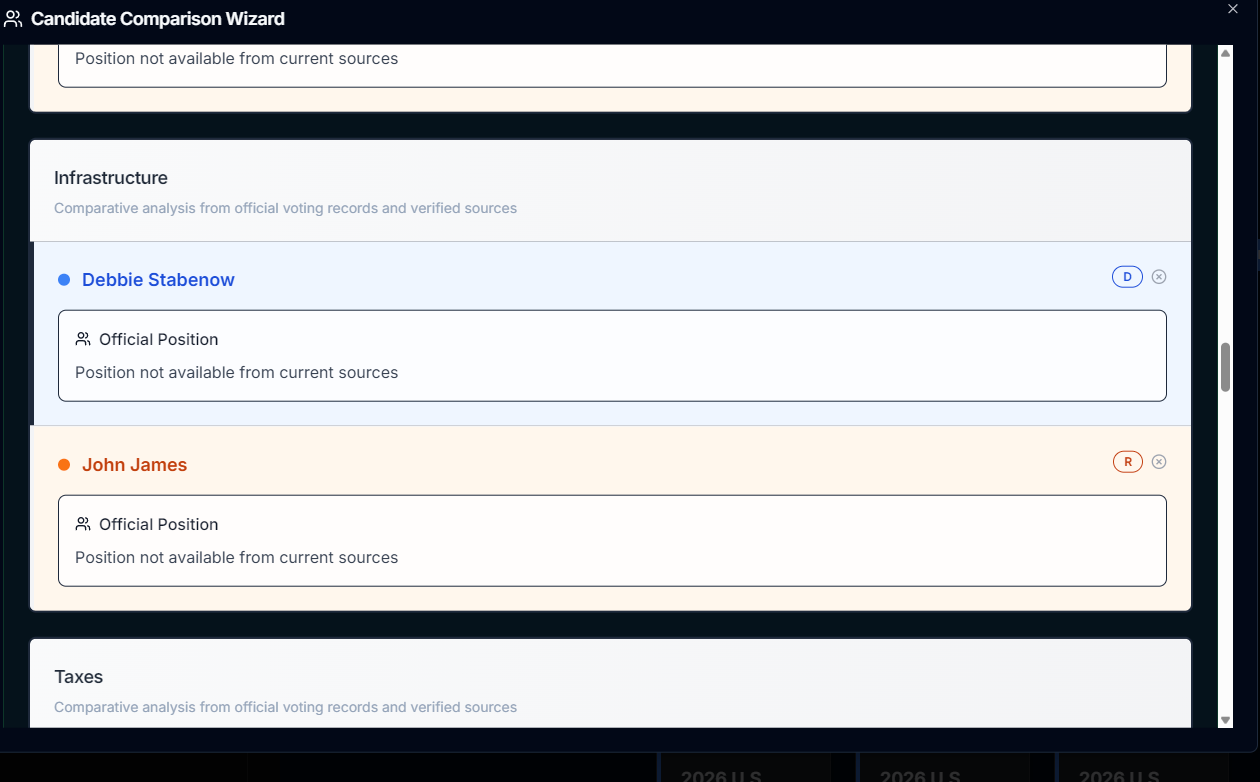 Candidate Comparison Wizard
Position not available from current sources
Infrastructure
Comparative analysis from official voting records and verified sources
Debbie Stabenow
D
Official Position
Position not available from current sources
John James
R
Official Position
Position not available from current sources
Taxes
Comparative analysis from official voting records and verified sources
2026 U.S.
2026 U.S.
2026 U.S.